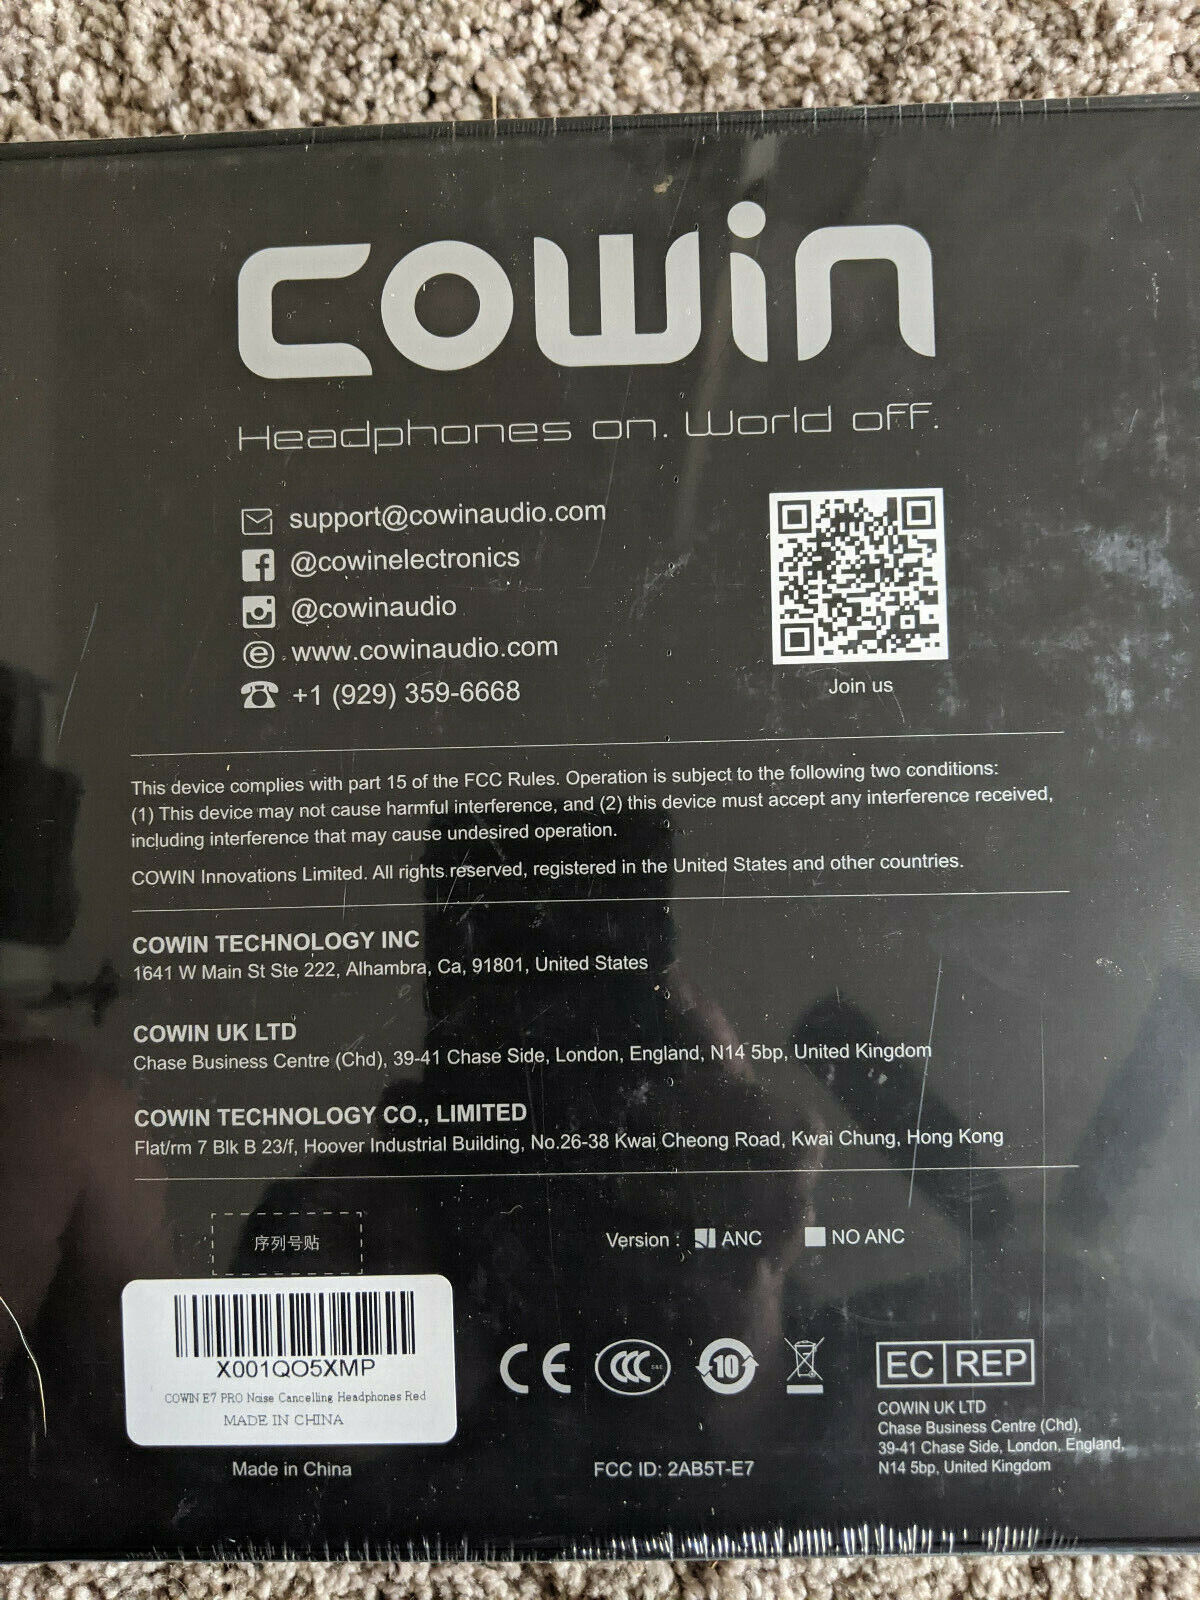 cowin
Headphones on. World off.
support@cowinaudio.com
@cowinelectronics
@cowinaudio
www.cowinaudio.com
+1 (929) 359-6668
Join us
This device complies with part 15 of the FCC Rules. Operation is subject to the following two conditions:
(1) This device may not cause harmful interference, and (2) this device must accept any interference received,
including interference that may cause undesired operation.
COWIN Innovations Limited. All rights reserved, registered in the United States and other countries.
COWIN TECHNOLOGY INC
1641 W Main St Ste 222, Alhambra, Ca, 91801, United States
COWIN UK LTD
Chase Business Centre (Chd), 39-41 Chase Side, London, England, N14 5bp, United Kingdom
COWIN TECHNOLOGY CO., LIMITED
Flat/rm 7 Blk B 23/f, Hoover Industrial Building, No.26-38 Kwai Cheong Road, Kwai Chung, Hong Kong
序列号贴
Version : ANC NO ANC
X001QO5XMP
COWIN E7 PRO Noise Cancelling Headphones Red
MADE IN CHINA
Made in China
CE CCC 10
FCC ID: 2AB5T-E7
EC REP
COWIN UK LTD
Chase Business Centre (Chd),
39-41 Chase Side, London, England,
N14 5bp, United Kingdom